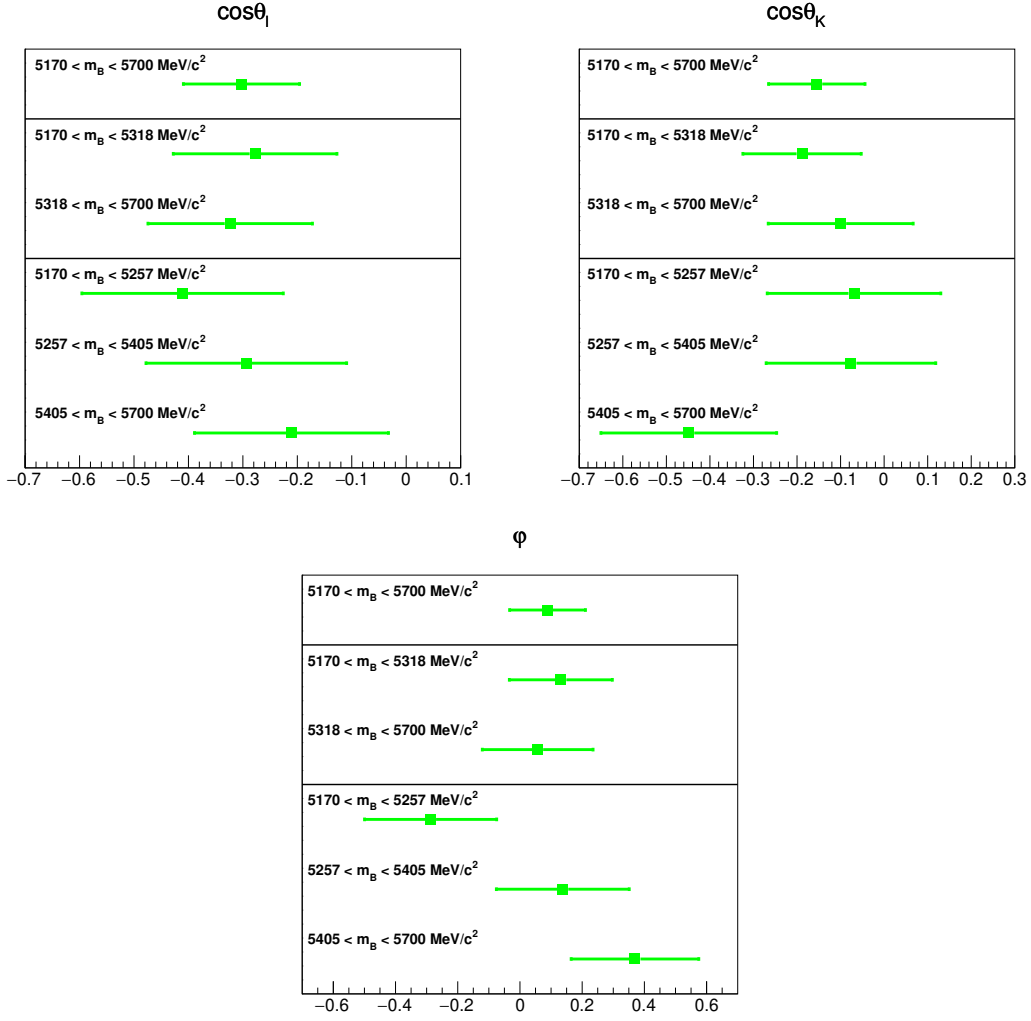 cosθl
5170 < mB < 5700 MeV/c2
5170 < mB < 5318 MeV/c2
5318 < mB < 5700 MeV/c2
5170 < mB < 5257 MeV/c2
5257 < mB < 5405 MeV/c2
5405 < mB < 5700 MeV/c2
−0.7 −0.6 −0.5 −0.4 −0.3 −0.2 −0.1 0 0.1
cosθK
5170 < mB < 5700 MeV/c2
5170 < mB < 5318 MeV/c2
5318 < mB < 5700 MeV/c2
5170 < mB < 5257 MeV/c2
5257 < mB < 5405 MeV/c2
5405 < mB < 5700 MeV/c2
−0.7 −0.6 −0.5 −0.4 −0.3 −0.2 −0.1 0 0.1 0.2 0.3
φ
5170 < mB < 5700 MeV/c2
5170 < mB < 5318 MeV/c2
5318 < mB < 5700 MeV/c2
5170 < mB < 5257 MeV/c2
5257 < mB < 5405 MeV/c2
5405 < mB < 5700 MeV/c2
−0.6 −0.4 −0.2 0 0.2 0.4 0.6